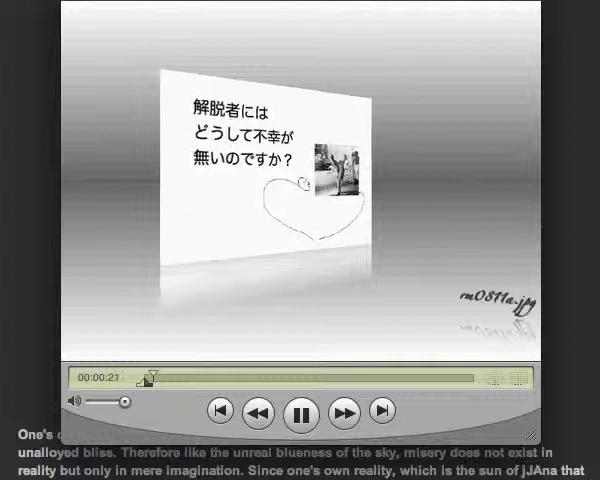 解脱者には
どうして不幸が
無いのですか？
rm0811a.jpg
00:00:21
One's
unalloyed bliss. Therefore like the unreal blueness of the sky, misery does not exist in
reality but only in mere imagination. Since one's own reality, which is the sun of jJAna that